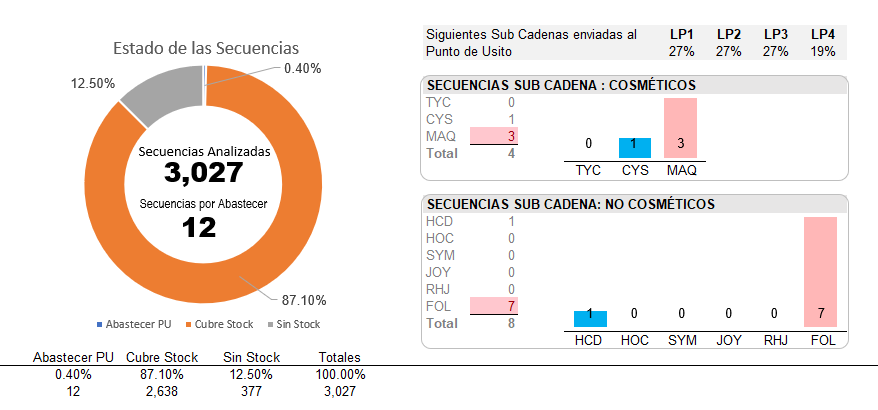 Estado de las Secuencias
0.40%
12.50%
Secuencias Analizadas
3,027
Secuencias por Abastecer
12
87.10%
Abastecer PU Cubre Stock Sin Stock
Abastecer PU Cubre Stock Sin Stock Totales
0.40% 87.10% 12.50% 100.00%
12 2,638 377 3,027
Siguientes Sub Cadenas enviadas al LP1 LP2 LP3 LP4
Punto de Usito 27% 27% 27% 19%
SECUENCIAS SUB CADENA : COSMÉTICOS
TYC 0
CYS 1
MAQ 3
Total 4
0 1 3
TYC CYS MAQ
SECUENCIAS SUB CADENA: NO COSMÉTICOS
HCD 1
HOC 0
SYM 0
JOY 0
RHJ 0
FOL 7
Total 8
1 0 0 0 0 7
HCD HOC SYM JOY RHJ FOL